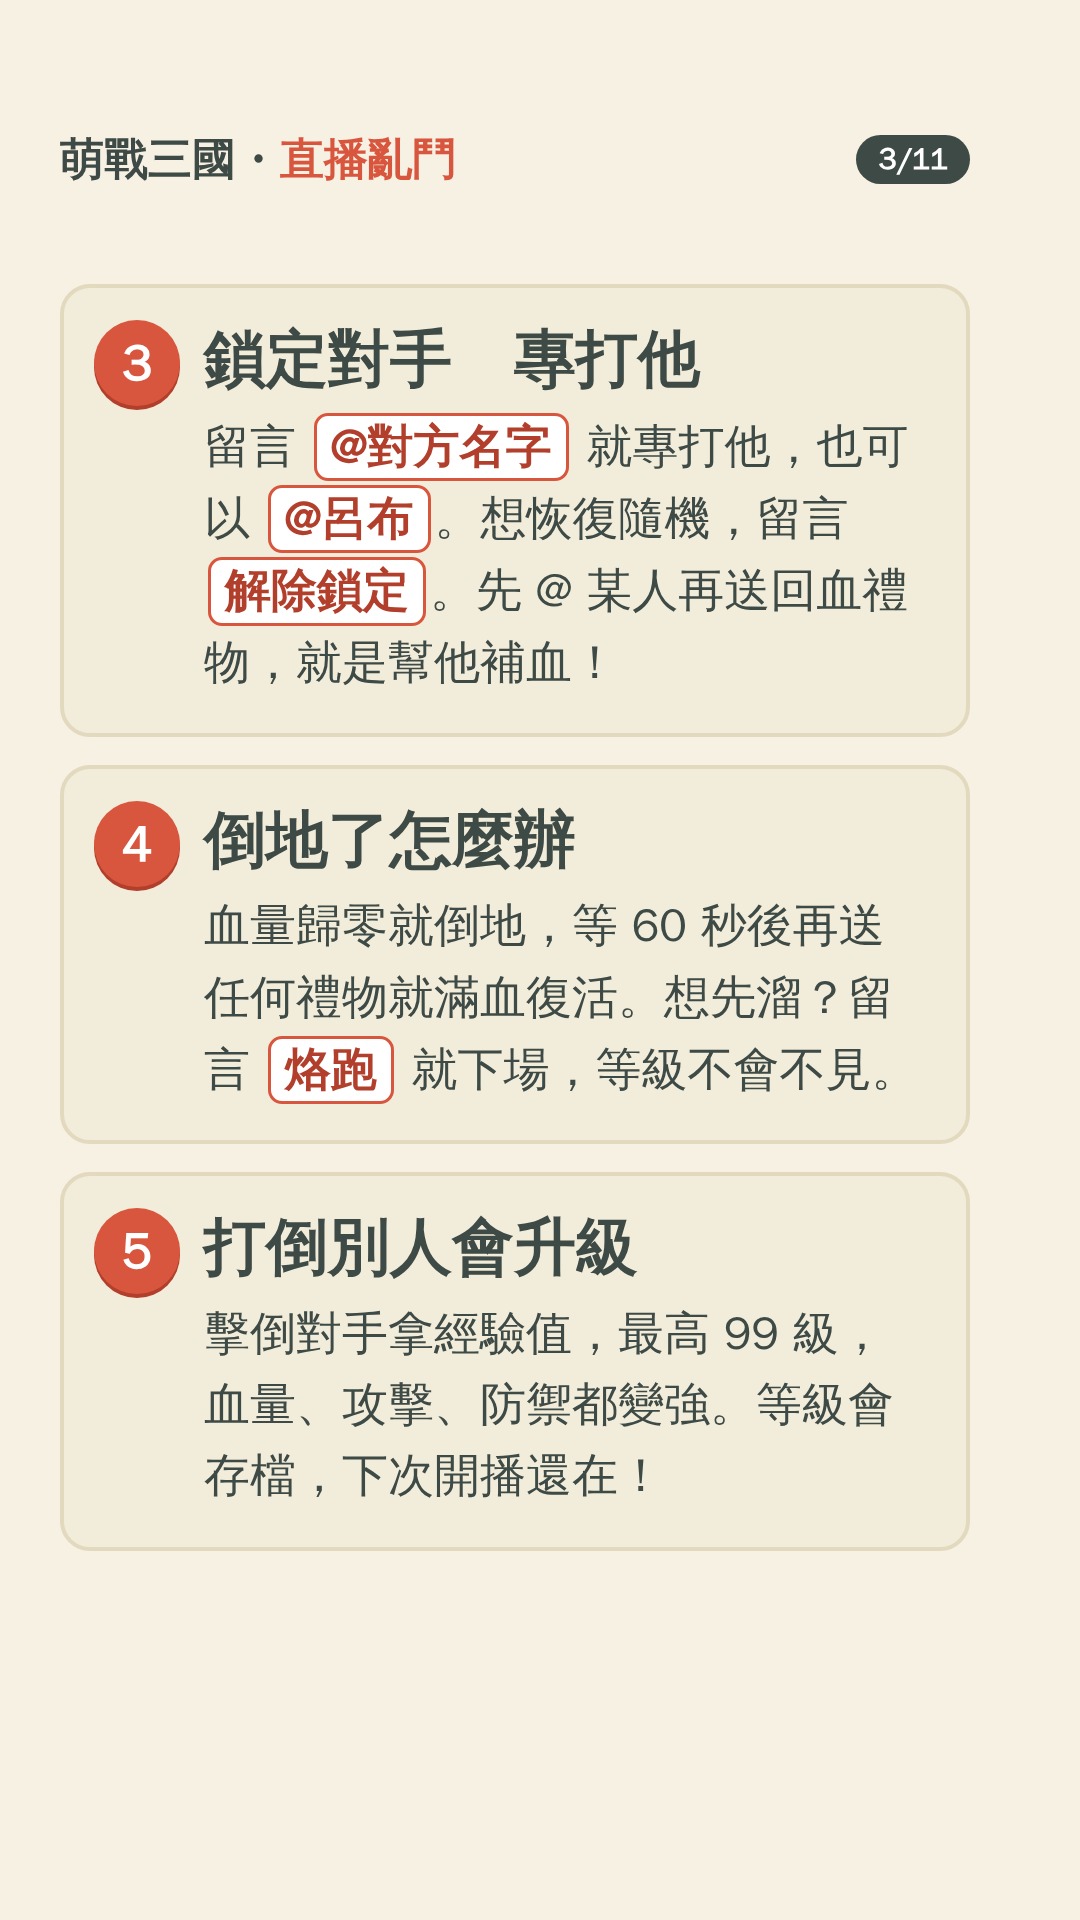 萌戰三國・直播亂鬥
3/11
3
鎖定對手　專打他
留言 @對方名字 就專打他，也可
以 @呂布。想恢復隨機，留言
解除鎖定。先 @ 某人再送回血禮
物，就是幫他補血！
4
倒地了怎麼辦
血量歸零就倒地，等 60 秒後再送
任何禮物就滿血復活。想先溜？留
言 烙跑 就下場，等級不會不見。
5
打倒別人會升級
擊倒對手拿經驗值，最高 99 級，
血量、攻擊、防禦都變強。等級會
存檔，下次開播還在！